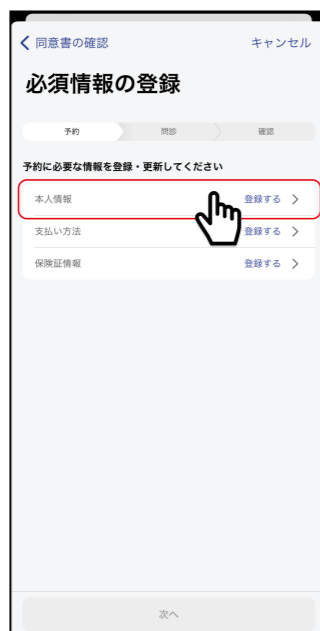 同意書の確認 キャンセル
必須情報の登録
予約 問診 確認
予約に必要な情報を登録・更新してください
本人情報 登録する
支払い方法 登録する
保険証情報 登録する
次へ